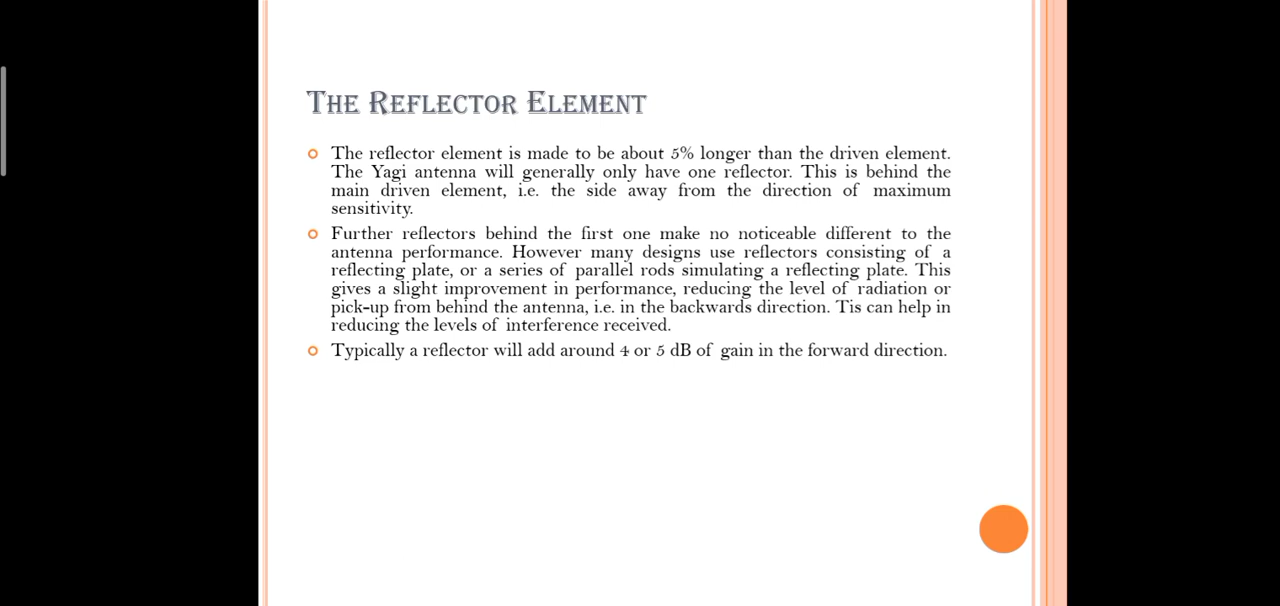 The Reflector Element
The reflector element is made to be about 5% longer than the driven element.
The Yagi antenna will generally only have one reflector. This is behind the
main driven element, i.e. the side away from the direction of maximum
sensitivity.
Further reflectors behind the first one make no noticeable different to the
antenna performance. However many designs use reflectors consisting of a
reflecting plate, or a series of parallel rods simulating a reflecting plate. This
gives a slight improvement in performance, reducing the level of radiation or
pick-up from behind the antenna, i.e. in the backwards direction. Tis can help in
reducing the levels of interference received.
Typically a reflector will add around 4 or 5 dB of gain in the forward direction.